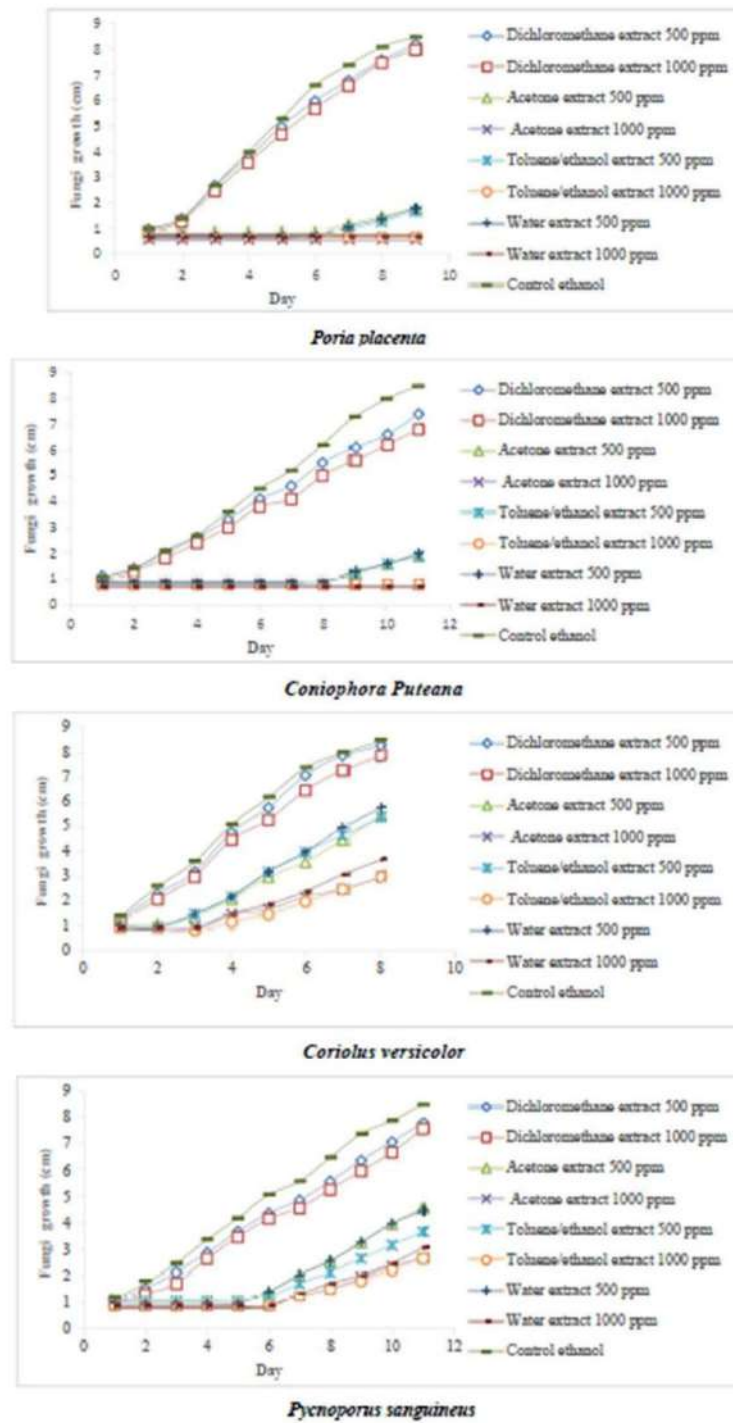 9
8
7
6
5
4
3
2
1
0
Fungi growth (cm)
0 2 4 6 8 10
Day
Dichloromethane extract 500 ppm
Dichloromethane extract 1000 ppm
Acetone extract 500 ppm
Acetone extract 1000 ppm
Toluene/ethanol extract 500 ppm
Toluene/ethanol extract 1000 ppm
Water extract 500 ppm
Water extract 1000 ppm
Control ethanol
Poria placenta
9
8
7
6
5
4
3
2
1
0
Fungi growth (cm)
0 2 4 6 8 10 12
Day
Dichloromethane extract 500 ppm
Dichloromethane extract 1000 ppm
Acetone extract 500 ppm
Acetone extract 1000 ppm
Toluene/ethanol extract 500 ppm
Toluene/ethanol extract 1000 ppm
Water extract 500 ppm
Water extract 1000 ppm
Control ethanol
Coniophora Puteana
9
8
7
6
5
4
3
2
1
0
Fungi growth (cm)
0 2 4 6 8 10
Day
Dichloromethane extract 500 ppm
Dichloromethane extract 1000 ppm
Acetone extract 500 ppm
Acetone extract 1000 ppm
Toluene/ethanol extract 500 ppm
Toluene/ethanol extract 1000 ppm
Water extract 500 ppm
Water extract 1000 ppm
Control ethanol
Coriolus versicolor
9
8
7
6
5
4
3
2
1
0
Fungi growth (cm)
0 2 4 6 8 10 12
Day
Dichloromethane extract 500 ppm
Dichloromethane extract 1000 ppm
Acetone extract 500 ppm
Acetone extract 1000 ppm
Toluene/ethanol extract 500 ppm
Toluene/ethanol extract 1000 ppm
Water extract 500 ppm
Water extract 1000 ppm
Control ethanol
Pycnoporus sanguineus